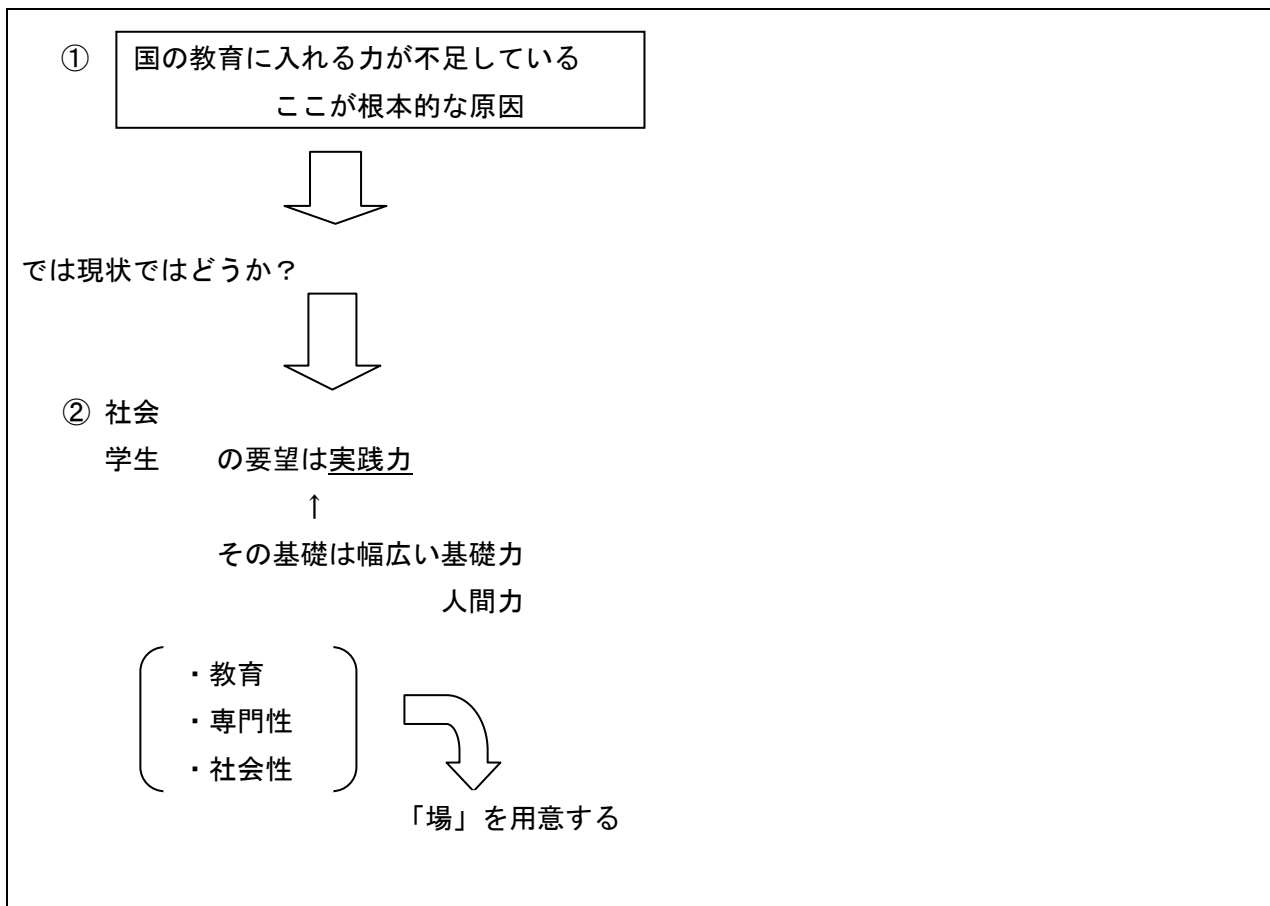 ① 国の教育に入れる力が不足している
ここが根本的な原因
では現状ではどうか？
② 社会
学生 の要望は実践力
↑
その基礎は幅広い基礎力
人間力
・教育
・専門性
・社会性
「場」を用意する